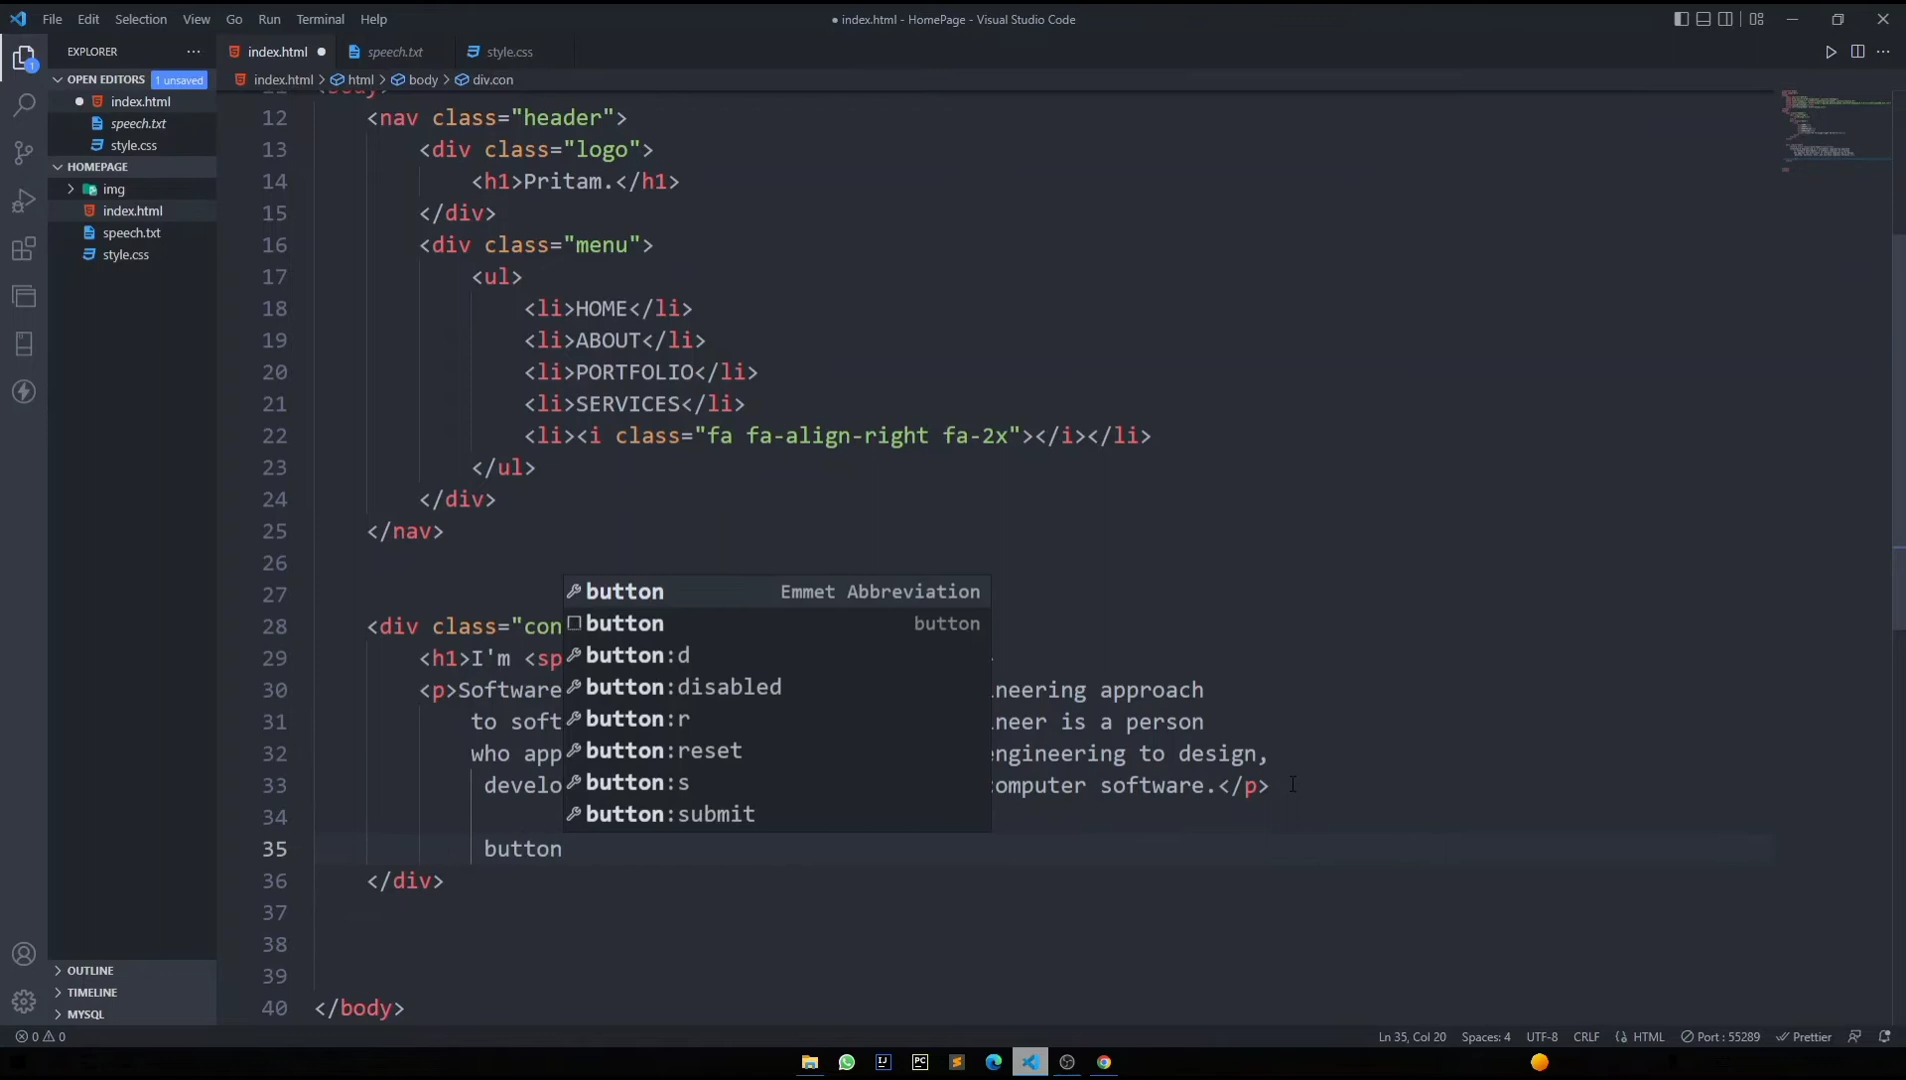 File Edit Selection View Go Run Terminal Help
● index.html - HomePage - Visual Studio Code
EXPLORER
index.html ●
speech.txt
style.css
OPEN EDITORS 1 unsaved
index.html > html > body > div.con
● index.html
speech.txt
style.css
HOMEPAGE
img
index.html
speech.txt
style.css
12 <nav class="header">
13 <div class="logo">
14 <h1>Pritam.</h1>
15 </div>
16 <div class="menu">
17 <ul>
18 <li>HOME</li>
19 <li>ABOUT</li>
20 <li>PORTFOLIO</li>
21 <li>SERVICES</li>
22 <li><i class="fa fa-align-right fa-2x"></i></li>
23 </ul>
24 </div>
25 </nav>
26
27
28 <div class="con
29 <h1>I'm <sp
30 <p>Software neering approach
31 to soft neer is a person
32 who app engineering to design,
33 develo omputer software.</p>
34
35 button
36 </div>
37
38
39
40 </body>
button Emmet Abbreviation
button button
button:d
button:disabled
button:r
button:reset
button:s
button:submit
OUTLINE
TIMELINE
MYSQL
0 0
Ln 35, Col 20 Spaces: 4 UTF-8 CRLF {} HTML Port : 55289 Prettier